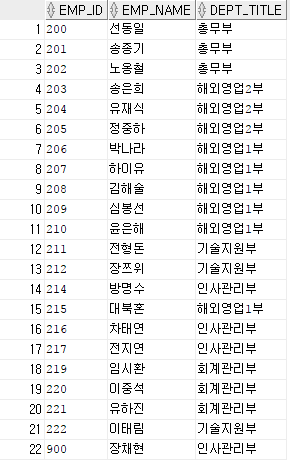 EMP_ID EMP_NAME DEPT_TITLE
1 200 선동일 총무부
2 201 송종기 총무부
3 202 노옹철 총무부
4 203 송은희 해외영업2부
5 204 유재식 해외영업2부
6 205 정중하 해외영업2부
7 206 박나라 해외영업1부
8 207 하이유 해외영업1부
9 208 김해술 해외영업1부
10 209 심봉선 해외영업1부
11 210 윤은해 해외영업1부
12 211 전형돈 기술지원부
13 212 장쯔위 기술지원부
14 214 방명수 인사관리부
15 215 대북혼 해외영업1부
16 216 차태연 인사관리부
17 217 전지연 인사관리부
18 219 임시환 회계관리부
19 220 이중석 회계관리부
20 221 유하진 회계관리부
21 222 이태림 기술지원부
22 900 장채현 인사관리부